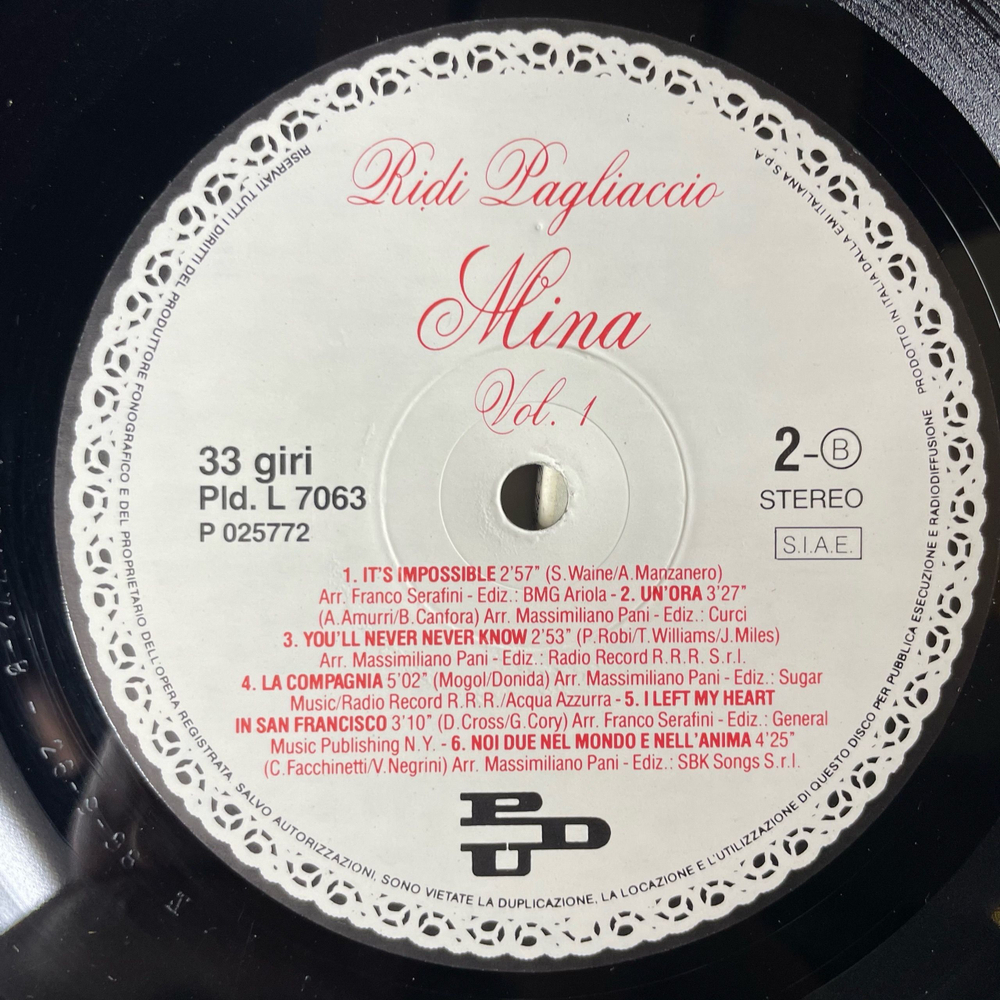 Ridi Pagliaccio
Mina
Vol. 1
33 giri
Pld. L 7063
P 025772
2-B
STEREO
S.I.A.E.
1. IT'S IMPOSSIBLE 2'57" (S. Waine/A. Manzanero)
Arr. Franco Serafini - Ediz.: BMG Ariola - 2. UN'ORA 3'27"
(A. Amurri/B. Canfora) Arr. Massimiliano Pani - Ediz.: Curci
3. YOU'LL NEVER NEVER KNOW 2'53" (P. Robi/T. Williams/J. Miles)
Arr. Massimiliano Pani - Ediz.: Radio Record R.R.R. S.r.l.
4. LA COMPAGNIA 5'02" (Mogol/Donida) Arr. Massimiliano Pani - Ediz.: Sugar
Music/Radio Record R.R.R./Acqua Azzurra - 5. I LEFT MY HEART
IN SAN FRANCISCO 3'10" (D. Cross/G. Cory) Arr. Franco Serafini - Ediz.: General
Music Publishing N.Y. - 6. NOI DUE NEL MONDO E NELL'ANIMA 4'25"
(C. Facchinetti/V. Negrini) Arr. Massimiliano Pani - Ediz.: SBK Songs S.r.l.
PDU
RISERVATI TUTTI I DIRITTI DEL PRODUTTORE FONOGRAFICO E DEL PROPRIETARIO DELL'OPERA REGISTRATA. SALVO AUTORIZZAZIONI, SONO VIETATE LA DUPLICAZIONE, LA LOCAZIONE E L'UTILIZZAZIONE DI QUESTO DISCO PER PUBBLICA ESECUZIONE E RADIODIFFUSIONE PRODOTTO IN ITALIA DALLA EMI ITALIANA S.p.A.